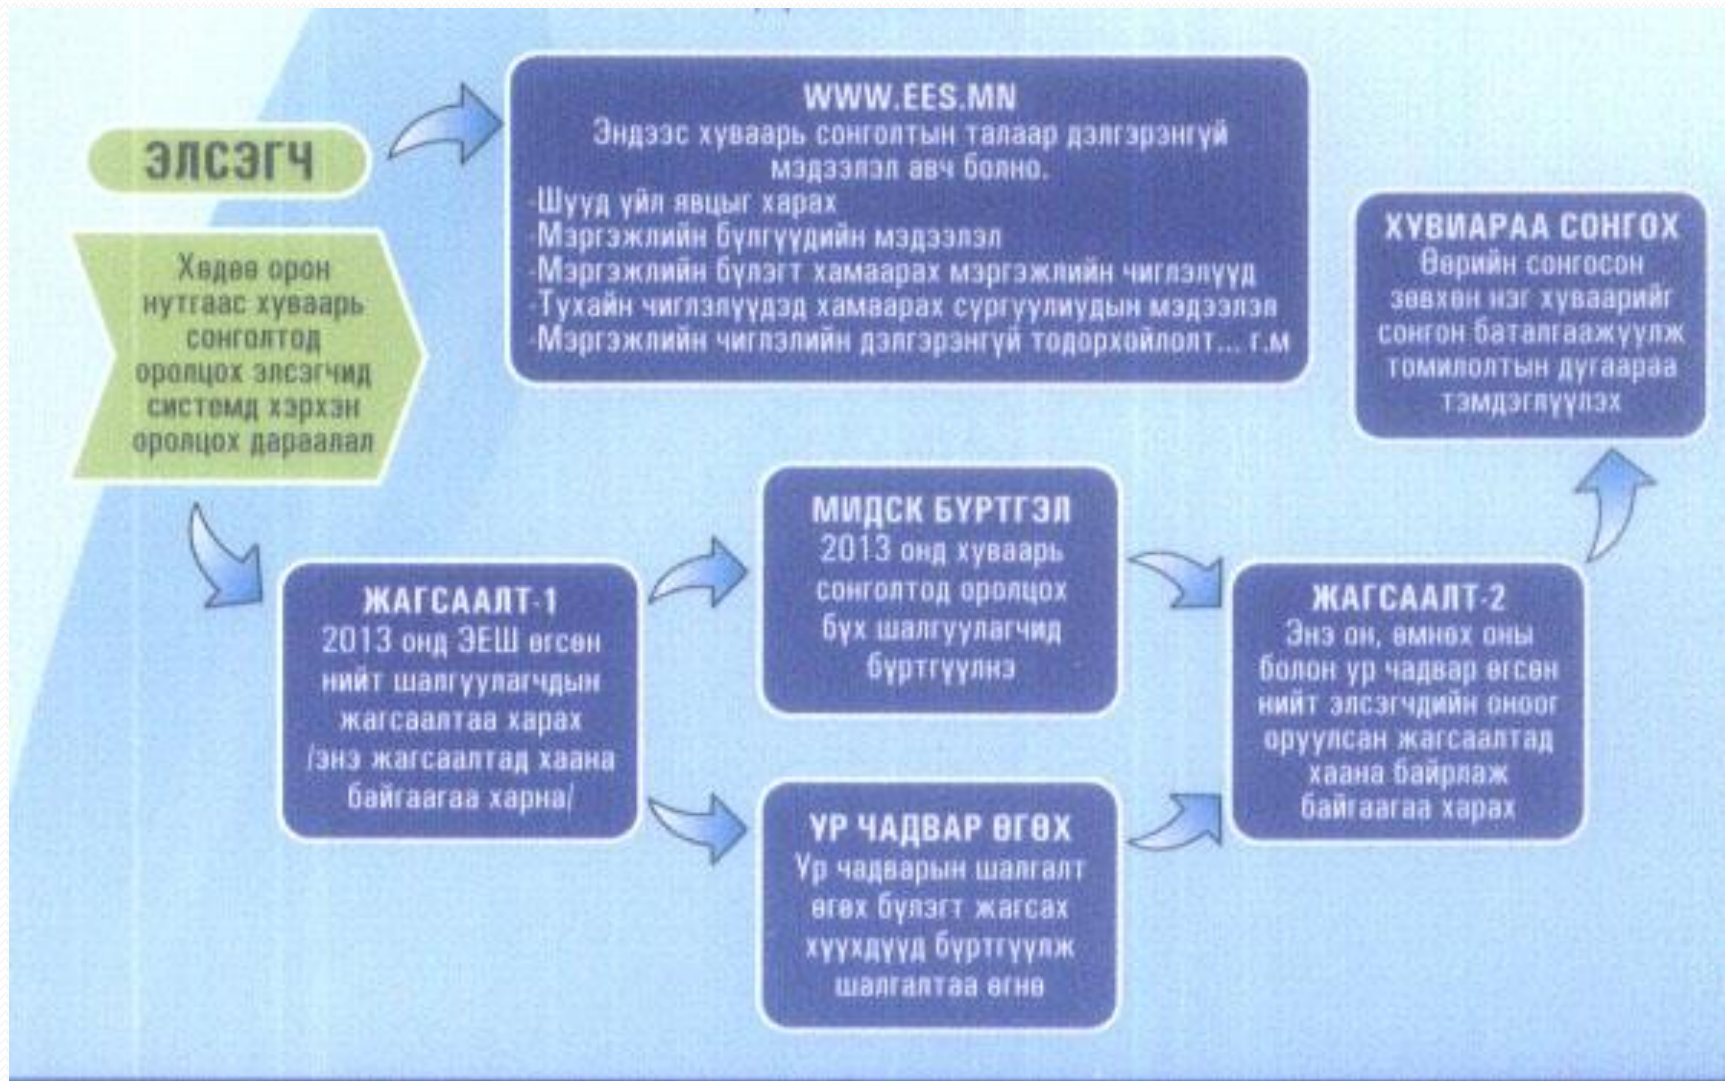 ЭЛСЭГЧ
Хөдөө орон
нутгаас хуваарь
сонголтод
оролцох элсэгчид
системд хэрхэн
оролцох дараалал
WWW.EES.MN
Эндээс хуваарь сонголтын талаар дэлгэрэнгүй
мэдээлэл авч болно.
-Шууд үйл явцыг харах
-Мэргэжлийн бүлгүүдийн мэдээлэл
-Мэргэжлийн бүлэгт хамаарах мэргэжлийн чиглэлүүд
-Тухайн чиглэлүүдэд хамаарах сургуулиудын мэдээлэл
-Мэргэжлийн чиглэлийн дэлгэрэнгүй тодорхойлолт... г.м
ЖАГСААЛТ-1
2013 онд ЭЕШ өгсөн
нийт шалгуулагчдын
жагсаалтаа харах
/энэ жагсаалтад хаана
байгаагаа харна/
МИДСК БҮРТГЭЛ
2013 онд хуваарь
сонголтод оролцох
бүх шалгуулагчид
бүртгүүлнэ
УР ЧАДВАР ӨГӨХ
Ур чадварын шалгалт
өгөх бүлэгт жагсах
хүүхдүүд бүртгүүлж
шалгалтаа өгнө
ЖАГСААЛТ-2
Энэ он, өмнөх оны
болон ур чадвар өгсөн
нийт элсэгчдийн оноог
оруулсан жагсаалтад
хаана байрлаж
байгаагаа харах
ХУВИАРАА СОНГОХ
Өөрийн сонгосон
зөвхөн нэг хуваарийг
сонгон баталгаажуулж
томилолтын дугаараа
тэмдэглүүлэх